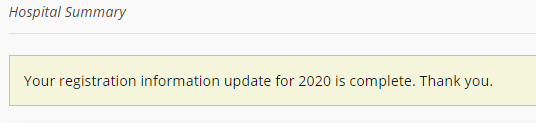 Hospital Summary
Your registration information update for 2020 is complete. Thank you.